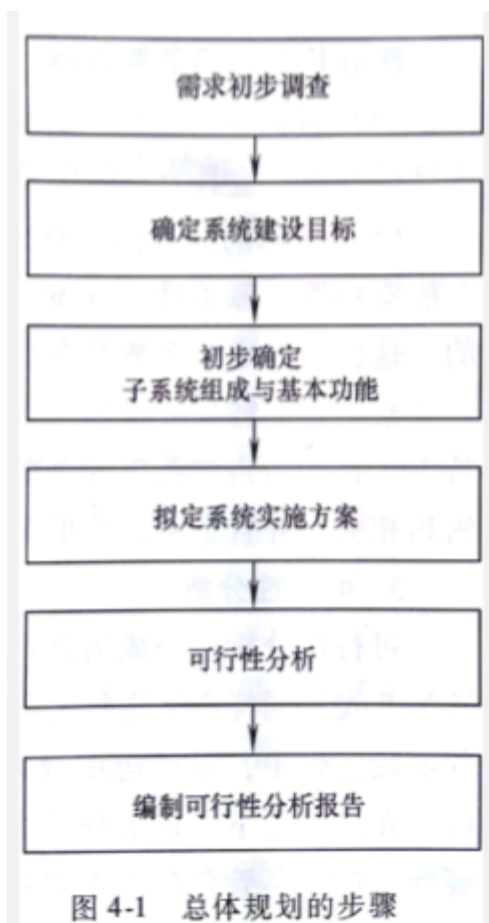 需求初步调查
确定系统建设目标
初步确定
子系统组成与基本功能
拟定系统实施方案
可行性分析
编制可行性分析报告
图 4-1 总体规划的步骤